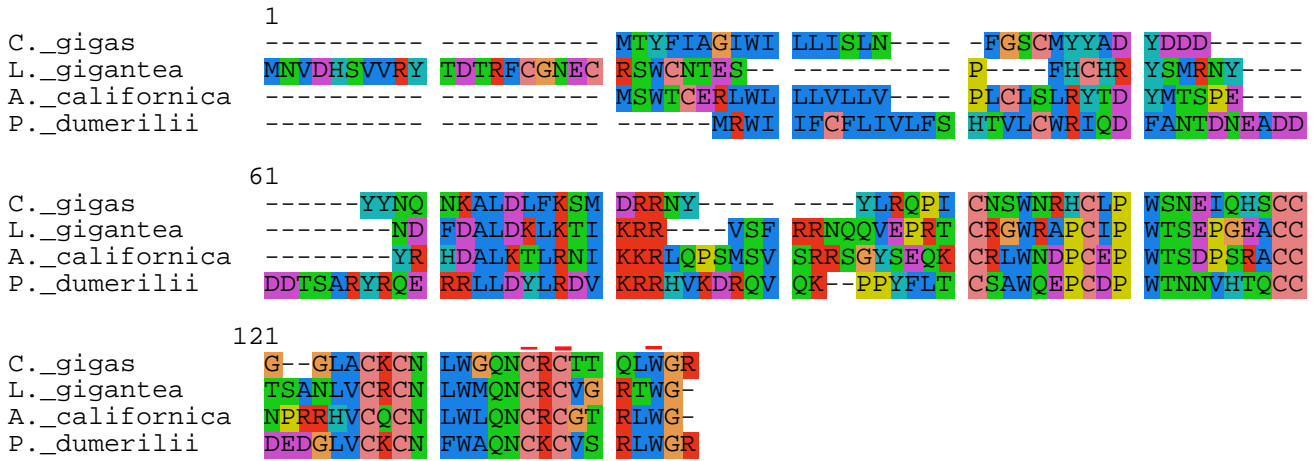 1
C._gigas ---------- ---------- MTYFIAGIWI LLISLN---- -FGSCMYYAD YDDD------
L._gigantea MNVDHSVVRY TDTRFCGNEC RSWCNTES-- ---------- P----FHCHR YSMRNY----
A._californica ---------- ---------- MSWTCERLWL LLVLLV---- PLCLSLRYTD YMTSPE----
P._dumerilii ---------- ---------- ------MRWI IFCFLIVLFS HTVLCWRIQD FANTDNEADD
61
C._gigas ------YYNQ NKALDLFKSM DRRNY----- ----YLRQPI CNSWNRHCLP WSNEIQHSCC
L._gigantea --------ND FDALDKLKTI KRR----VSF RRNQQVEPRT CRGWRAPCIP WTSEPGEACC
A._californica --------YR HDALKTLRNI KKRLQPSMSV SRRSGYSEQK CRLWNDPCEP WTSDPSRACC
P._dumerilii DDTSARYRQE RRLLDYLRDV KRRHVKDRQV QK--PPYFLT CSAWQEPCDP WTNNVHTQCC
121
C._gigas G--GLACKCN LWGQNCRCTT QLWGR
L._gigantea TSANLVCRCN LWMQNCRCVG RTWG-
A._californica NPRRHVCQCN LWLQNCRCGT RLWG-
P._dumerilii DEDGLVCKCN FWAQNCKCVS RLWGR